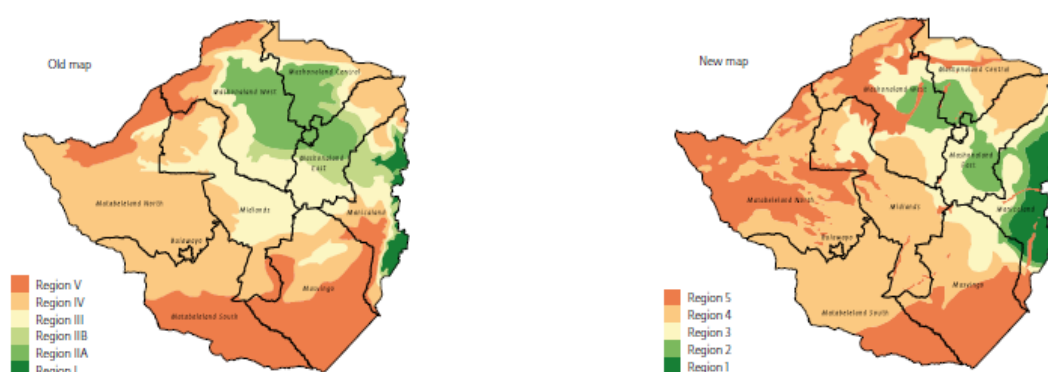 Old map
Mashonaland Central
Mashonaland West
Mashonaland East
Matabeleland North
Midlands
Manicaland
Bulawayo
Masvingo
Matabeleland South
Region V
Region IV
Region III
Region IIB
Region IIA
Region I
New map
Mashonaland Central
Mashonaland West
Mashonaland East
Manicaland
Matabeleland North
Midlands
Bulawayo
Masvingo
Matabeleland South
Region 5
Region 4
Region 3
Region 2
Region 1